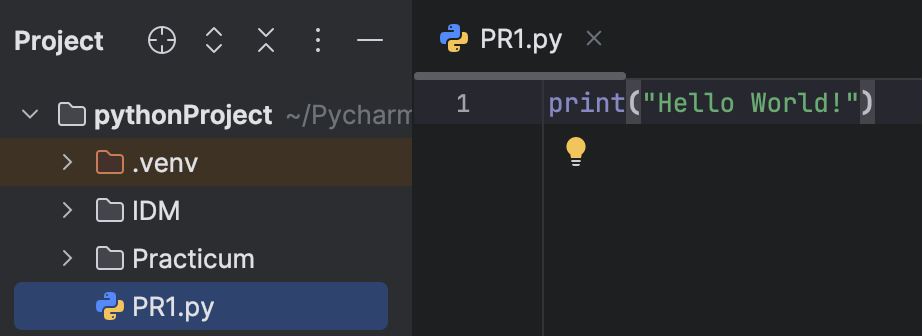 Project
pythonProject ~/Pycharm
.venv
IDM
Practicum
PR1.py
PR1.py
1 print("Hello World!")